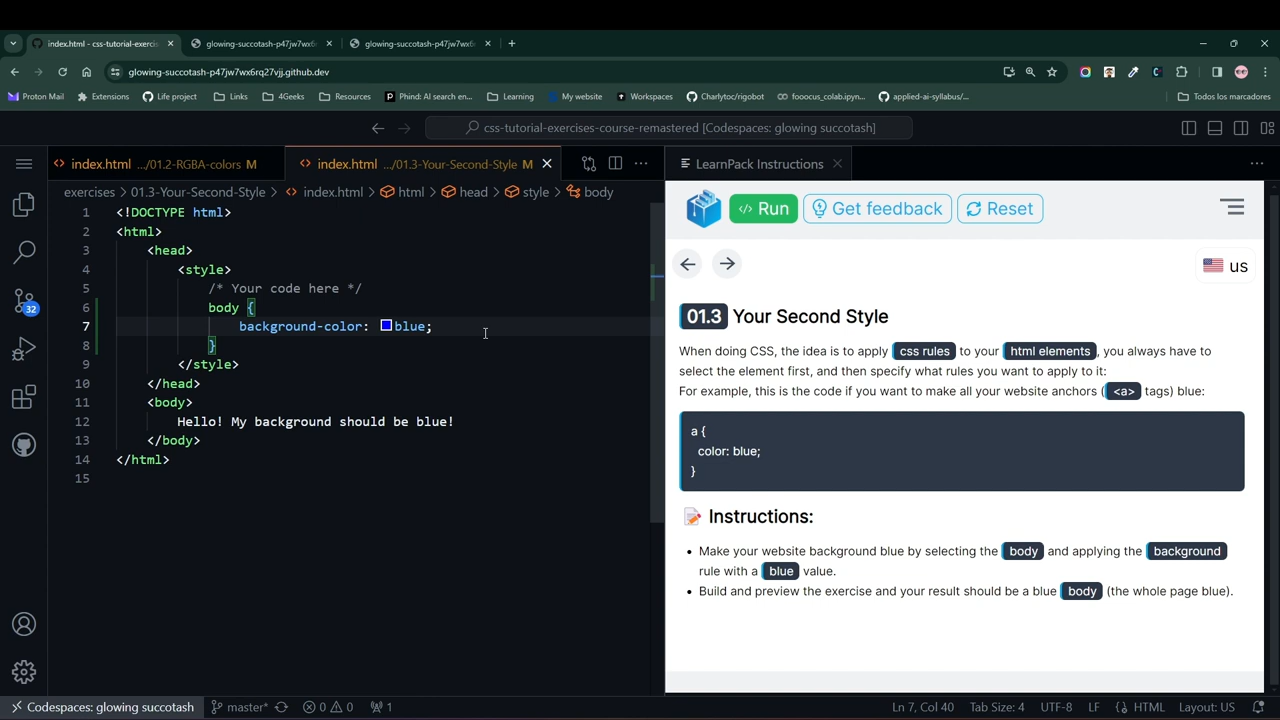 index.html - css-tutorial-exercis
glowing-succotash-p47jw7wx6
glowing-succotash-p47jw7wx6r
glowing-succotash-p47jw7wx6rq27vjj.github.dev
Proton Mail Extensions Life project Links 4Geeks Resources Phind: AI search en... Learning My website Workspaces Charlytoc/rigobot fooocus_colab.ipyn... applied-ai-syllabus/... Todos los marcadores
css-tutorial-exercises-course-remastered [Codespaces: glowing succotash]
index.html .../01.2-RGBA-colors M
index.html .../01.3-Your-Second-Style M
exercises > 01.3-Your-Second-Style > index.html > html > head > style > body
1 <!DOCTYPE html>
2 <html>
3 <head>
4 <style>
5 /* Your code here */
6 body {
7 background-color: blue;
8 }
9 </style>
10 </head>
11 <body>
12 Hello! My background should be blue!
13 </body>
14 </html>
15
32
LearnPack Instructions
Run Get feedback Reset
us
01.3 Your Second Style
When doing CSS, the idea is to apply css rules to your html elements, you always have to
select the element first, and then specify what rules you want to apply to it:
For example, this is the code if you want to make all your website anchors (<a> tags) blue:
a {
color: blue;
}
Instructions:
• Make your website background blue by selecting the body and applying the background
rule with a blue value.
• Build and preview the exercise and your result should be a blue body (the whole page blue).
Codespaces: glowing succotash master* 0 0 1 Ln 7, Col 40 Tab Size: 4 UTF-8 LF HTML Layout: US